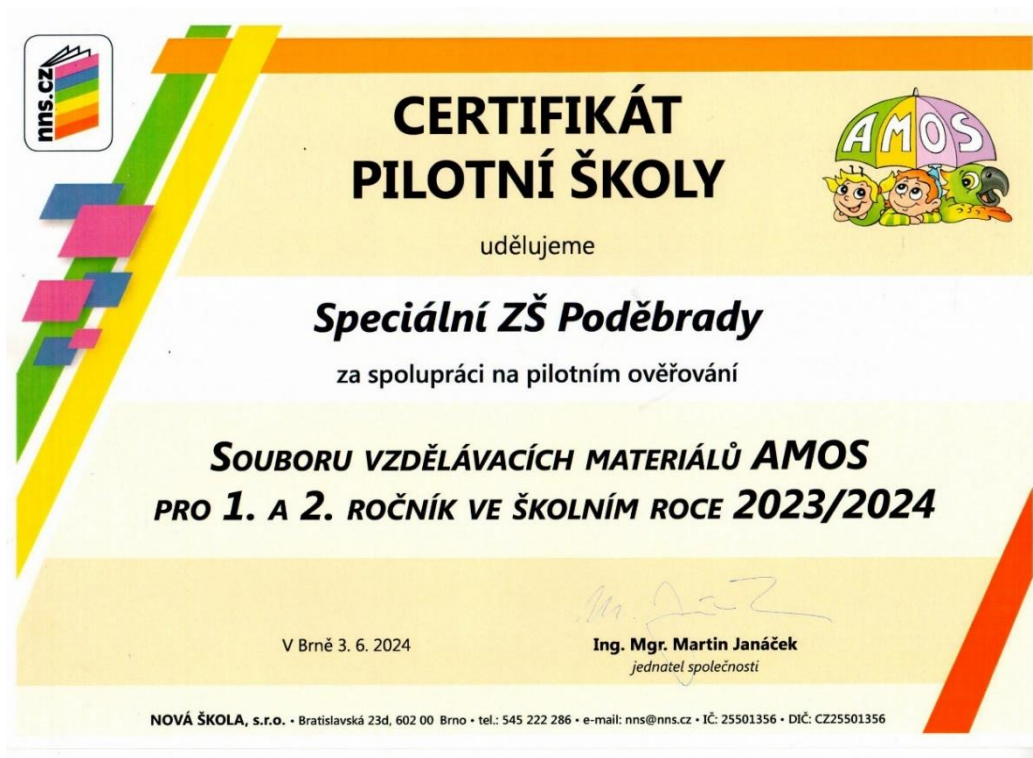 nns.cz
CERTIFIKÁT
PILOTNÍ ŠKOLY
AMOS
udělujeme
Speciální ZŠ Poděbrady
za spolupráci na pilotním ověřování
SOUBORU VZDĚLÁVACÍCH MATERIÁLŮ AMOS
PRO 1. A 2. ROČNÍK VE ŠKOLNÍM ROCE 2023/2024
V Brně 3. 6. 2024
Ing. Mgr. Martin Janáček
jednatel společnosti
NOVÁ ŠKOLA, s.r.o. • Bratislavská 23d, 602 00 Brno • tel.: 545 222 286 • e-mail: nns@nns.cz • IČ: 25501356 • DIČ: CZ25501356